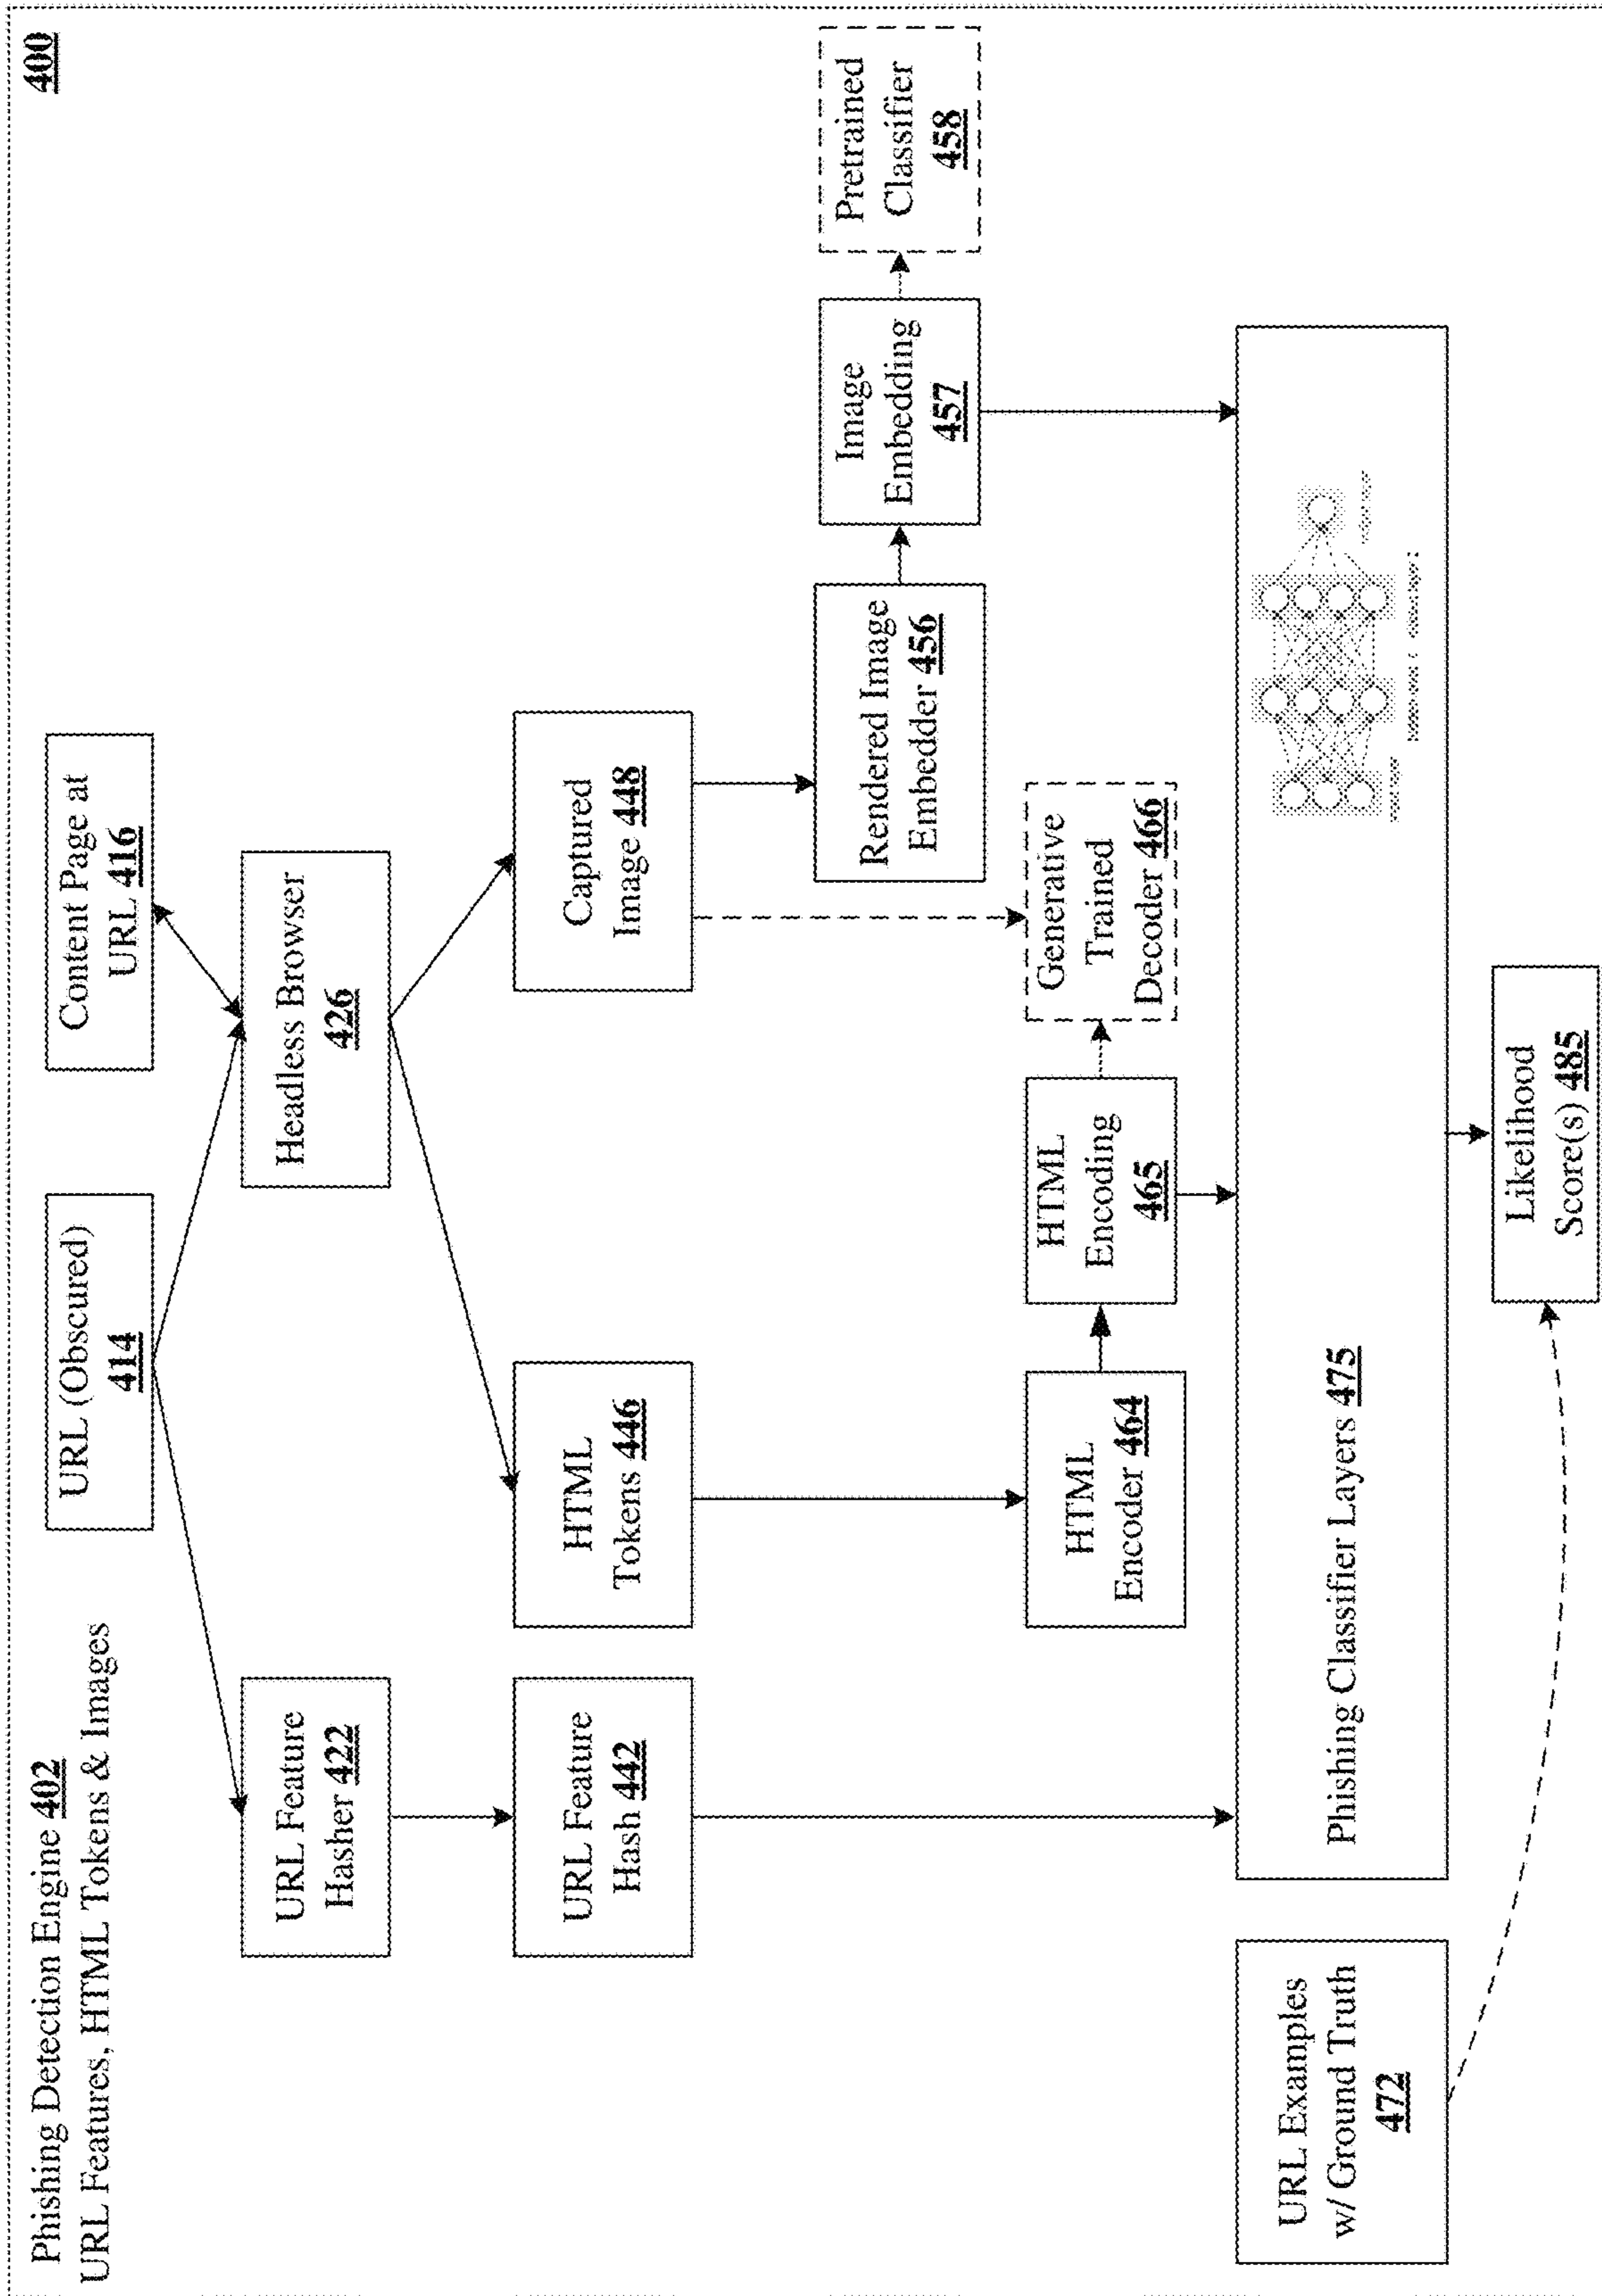 400
Phishing Detection Engine 402
URL Features, HTML Tokens & Images
URL (Obscured)
414
Content Page at
URL 416
URL Feature
Hasher 422
Headless Browser
426
URL Feature
Hash 442
HTML
Tokens 446
Captured
Image 448
Rendered Image
Embedder 456
Image
Embedding
457
Pretrained
Classifier
458
HTML
Encoder 464
HTML
Encoding
465
Generative
Trained
Decoder 466
URL Examples
w/ Ground Truth
472
Phishing Classifier Layers 475
Likelihood
Score(s) 485